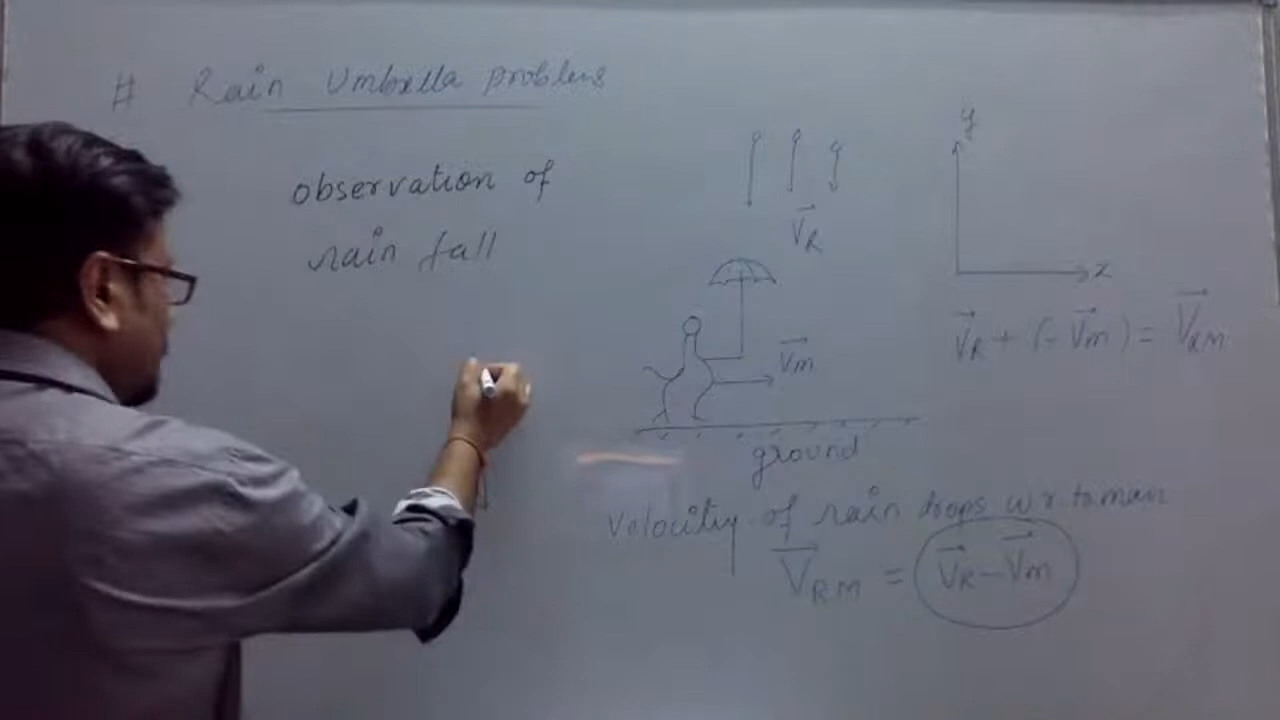 # Rain Umbrella problems
observation of
rain fall
V⃗R
V⃗m
ground
y
x
V⃗R + (- V⃗m) = V⃗RM
Velocity of rain drops w r to man
V⃗RM = V⃗R - V⃗m